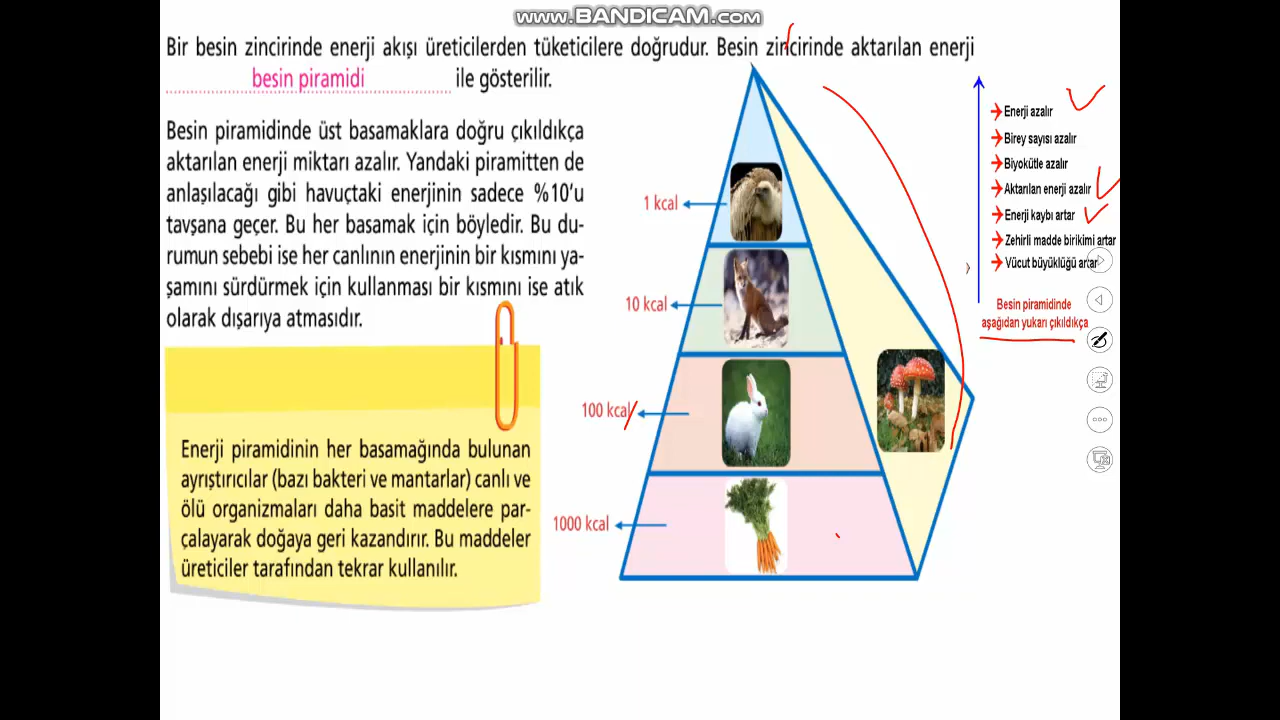 www.BANDICAM.com
Bir besin zincirinde enerji akışı üreticilerden tüketicilere doğrudur. Besin zincirinde aktarılan enerji
besin piramidi ile gösterilir.
Besin piramidinde üst basamaklara doğru çıkıldıkça
aktarılan enerji miktarı azalır. Yandaki piramitten de
anlaşılacağı gibi havuçtaki enerjinin sadece %10'u
tavşana geçer. Bu her basamak için böyledir. Bu du-
rumun sebebi ise her canlının enerjinin bir kısmını ya-
şamını sürdürmek için kullanması bir kısmını ise atık
olarak dışarıya atmasıdır.
Enerji piramidinin her basamağında bulunan
ayrıştırıcılar (bazı bakteri ve mantarlar) canlı ve
ölü organizmaları daha basit maddelere par-
çalayarak doğaya geri kazandırır. Bu maddeler
üreticiler tarafından tekrar kullanılır.
1 kcal
10 kcal
100 kcal
1000 kcal
Enerji azalır
Birey sayısı azalır
Biyokütle azalır
Aktarılan enerji azalır
Enerji kaybı artar
Zehirli madde birikimi artar
Vücut büyüklüğü artar
Besin piramidinde
aşağıdan yukarı çıkıldıkça